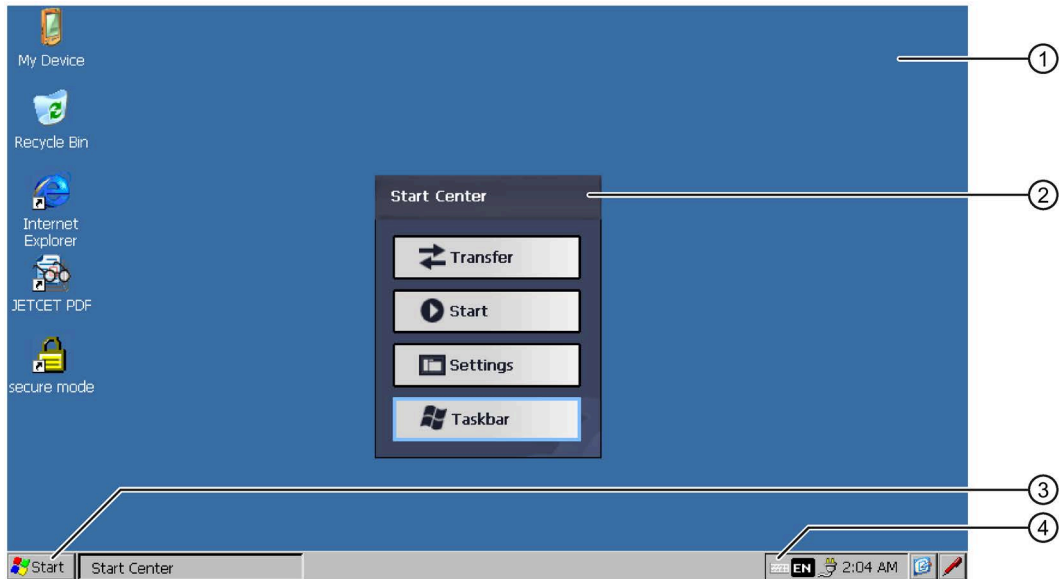 My Device
Recycle Bin
Internet
Explorer
JETCET PDF
secure mode
Start Center
Transfer
Start
Settings
Taskbar
1
2
3
4
Start
Start Center
EN
2:04 AM